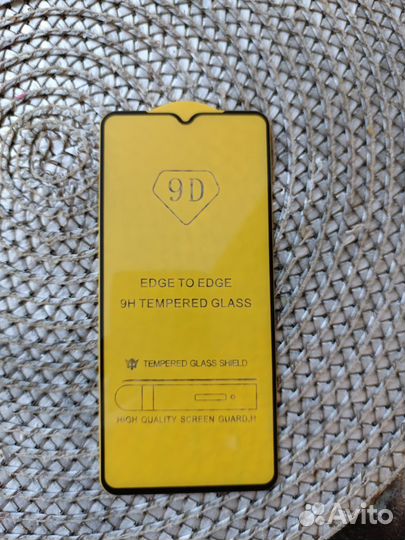 9D
EDGE TO EDGE
9H TEMPERED GLASS
TEMPERED GLASS SHIELD
HIGH QUALITY SCREEN GUARD.H
Avito